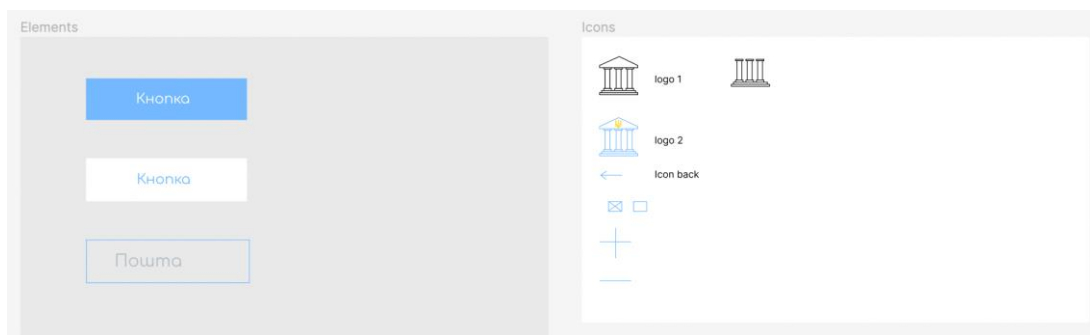 Elements
Кнопка
Кнопка
Пошта
Icons
logo 1
logo 2
Icon back